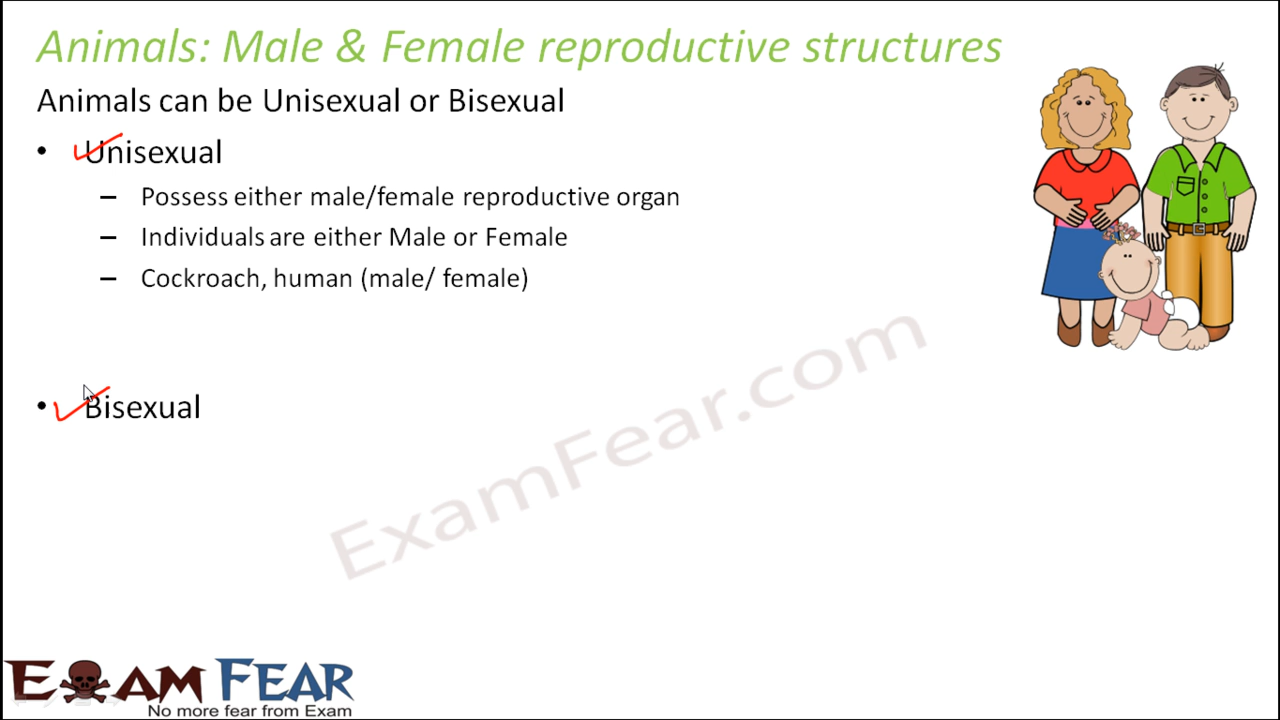 Animals: Male & Female reproductive structures
Animals can be Unisexual or Bisexual
• Unisexual
– Possess either male/female reproductive organ
– Individuals are either Male or Female
– Cockroach, human (male/ female)
• Bisexual
ExamFear.com
EXAM FEAR
No more fear from Exam